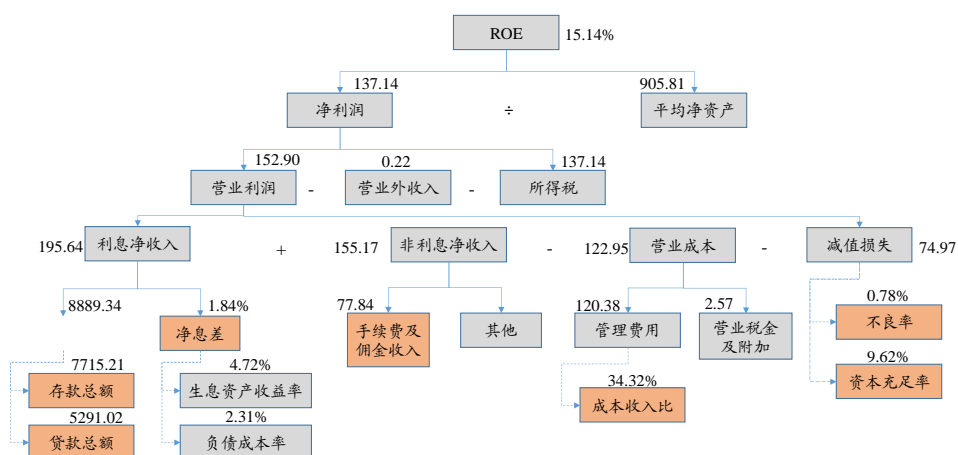 ROE
15.14%
137.14
905.81
净利润
÷
平均净资产
152.90
0.22
137.14
营业利润
-
营业外收入
-
所得税
195.64
利息净收入
+
155.17
非利息净收入
-
122.95
营业成本
-
减值损失
74.97
8889.34
1.84%
77.84
120.38
2.57
0.78%
净息差
手续费及
佣金收入
其他
管理费用
营业税金
及附加
不良率
7715.21
4.72%
34.32%
9.62%
存款总额
生息资产收益率
成本收入比
资本充足率
5291.02
2.31%
贷款总额
负债成本率